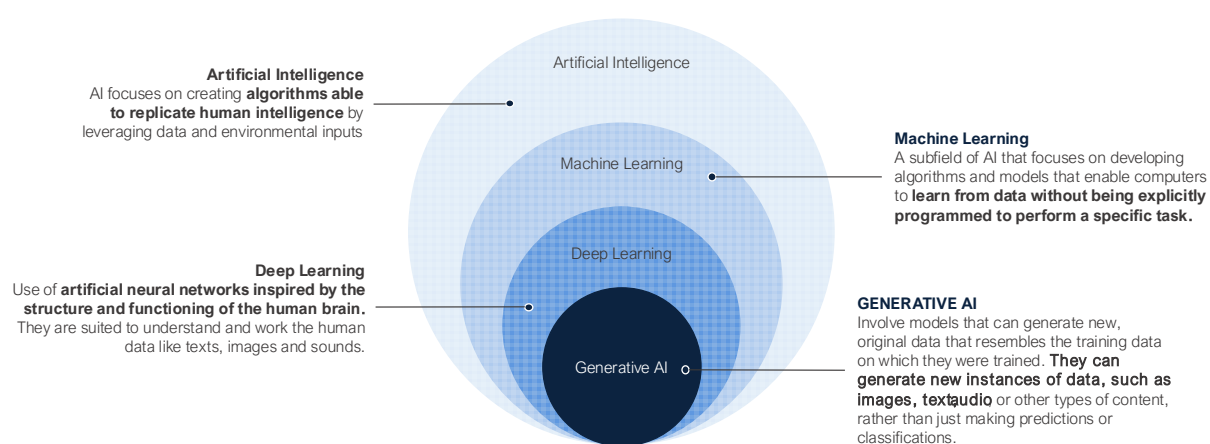 Artificial Intelligence
Artificial Intelligence
AI focuses on creating algorithms able
to replicate human intelligence by
leveraging data and environmental inputs
Machine Learning
Machine Learning
A subfield of AI that focuses on developing
algorithms and models that enable computers
to learn from data without being explicitly
programmed to perform a specific task.
Deep Learning
Deep Learning
Use of artificial neural networks inspired by the
structure and functioning of the human brain.
They are suited to understand and work the human
data like texts, images and sounds.
Generative AI
GENERATIVE AI
Involve models that can generate new,
original data that resembles the training data
on which they were trained. They can
generate new instances of data, such as
images, text,audio, or other types of content,
rather than just making predictions or
classifications.